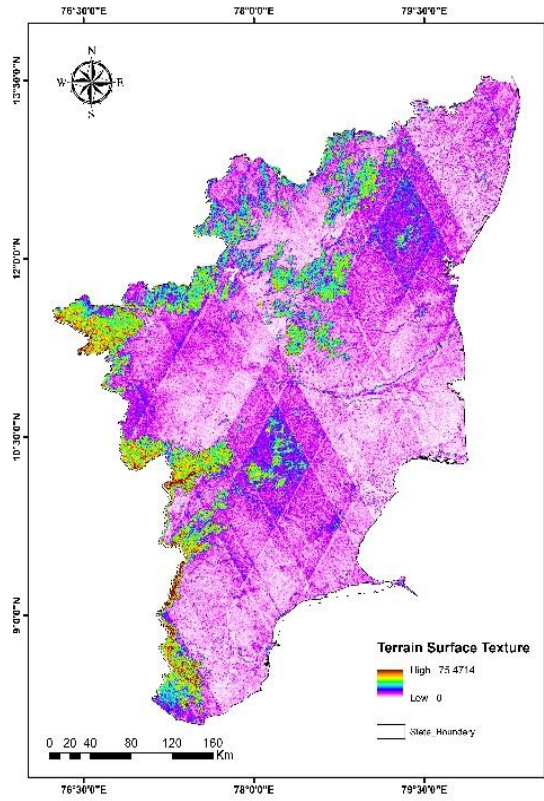 76°30'0"E 78°0'0"E 79°30'0"E
N
W E
S
13°30'0"N
12°0'0"N
10°30'0"N
9°0'0"N
Terrain Surface Texture
High 75.4714
Low 0
State_Boundary
0 20 40 80 120 160
Km
76°30'0"E 78°0'0"E 79°30'0"E